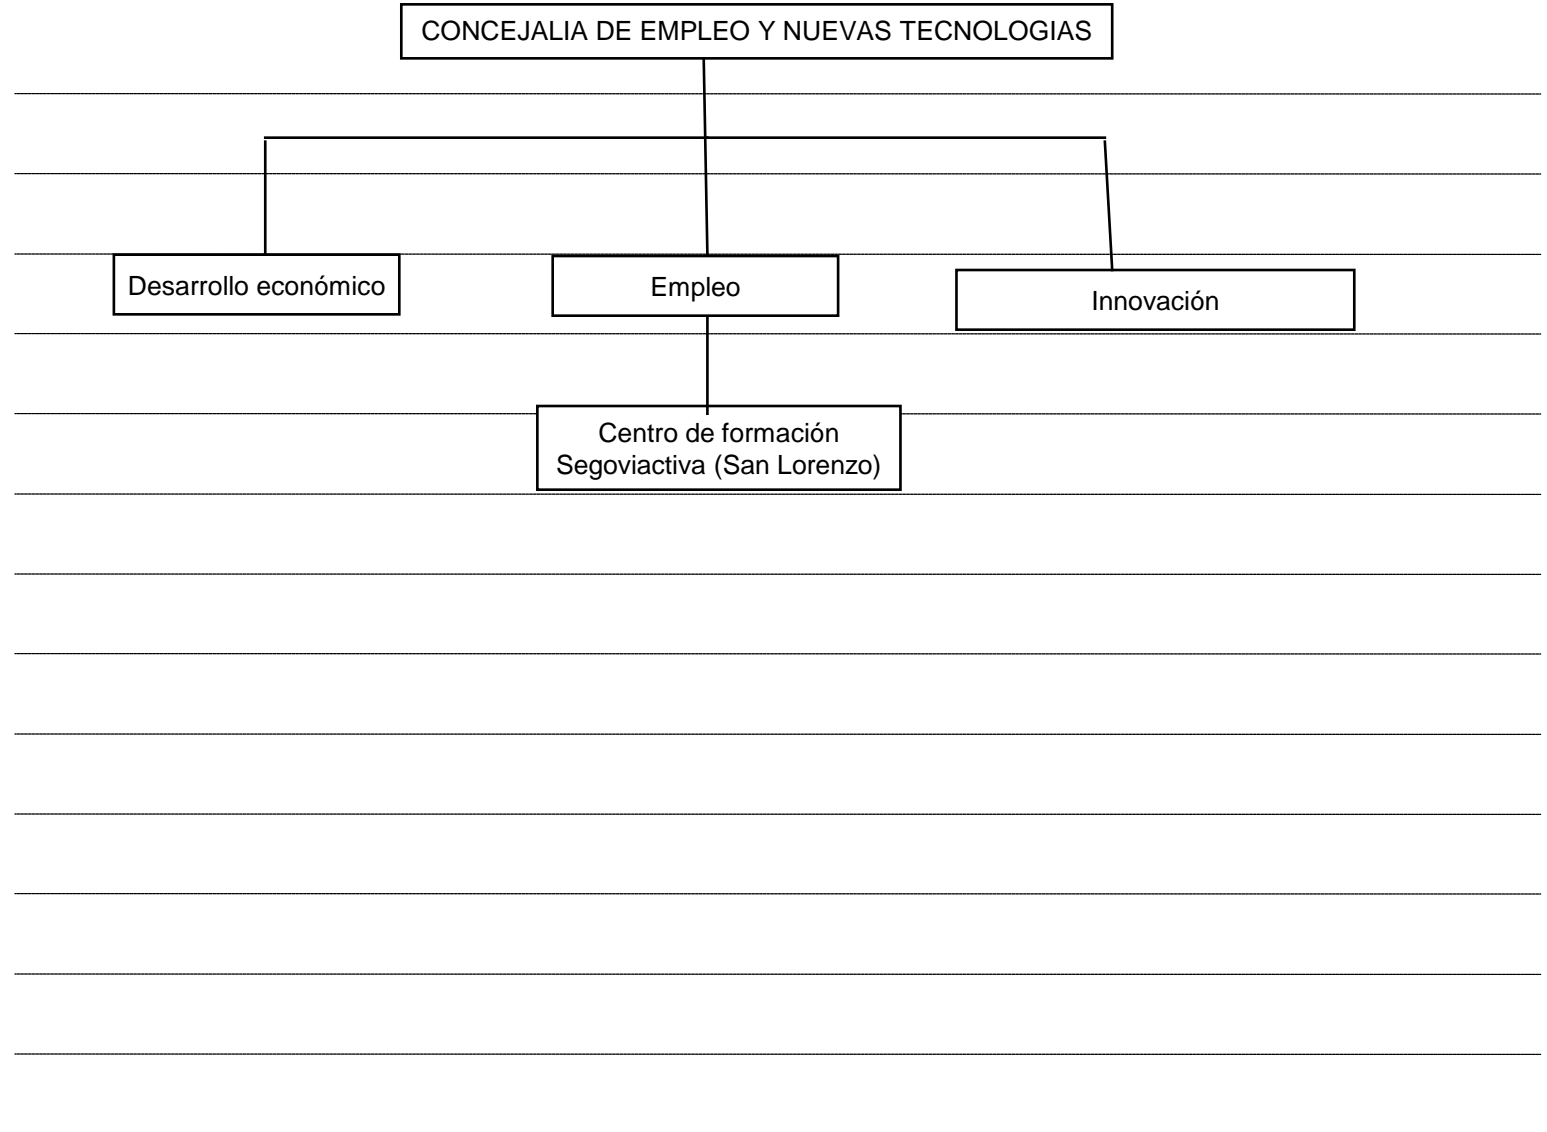 CONCEJALIA DE EMPLEO Y NUEVAS TECNOLOGIAS
Desarrollo económico
Empleo
Innovación
Centro de formación
Segoviactiva (San Lorenzo)